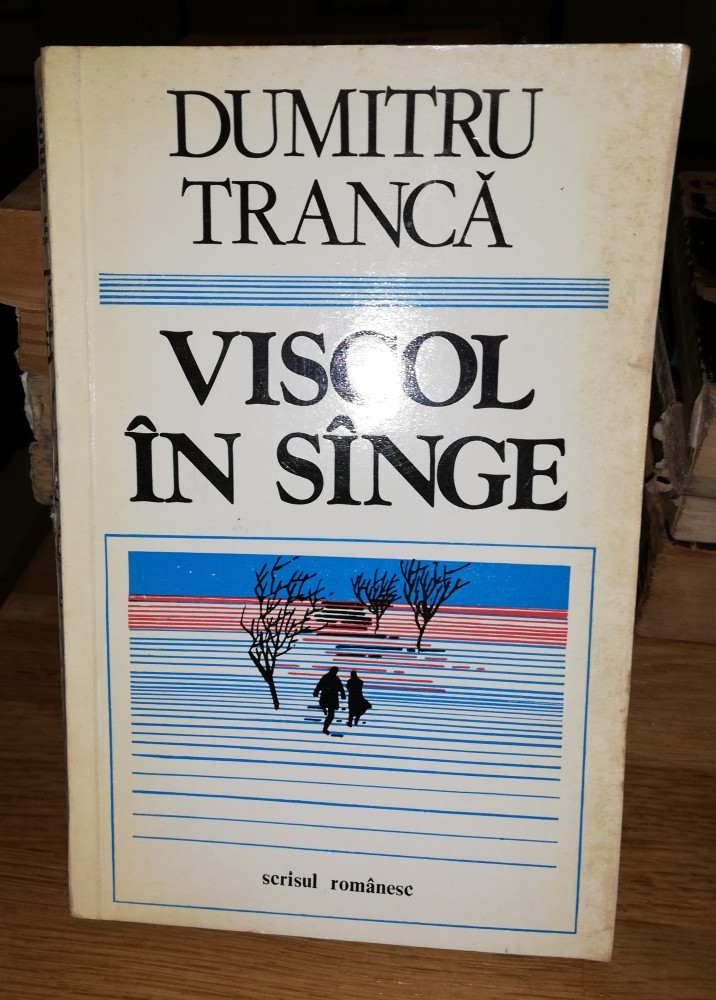 DUMITRU
TRANCĂ
VISCOL
ÎN SÎNGE
scrisul românesc